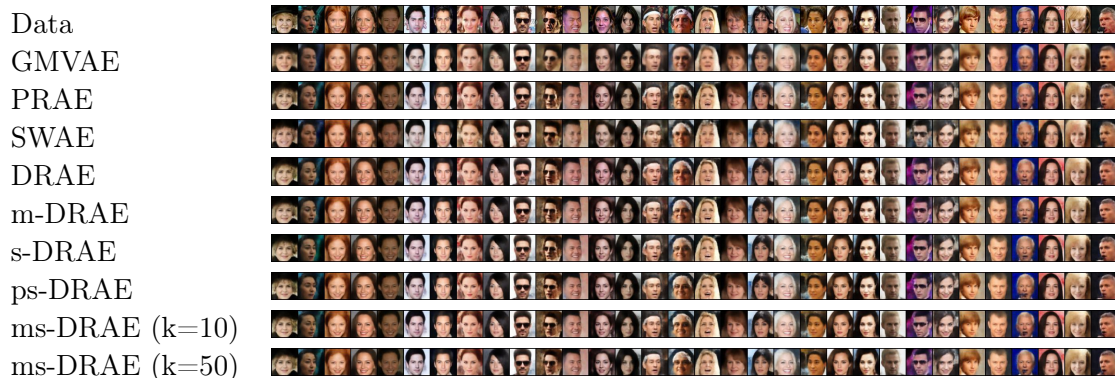 Data
GMVAE
PRAE
SWAE
DRAE
m-DRAE
s-DRAE
ps-DRAE
ms-DRAE (k=10)
ms-DRAE (k=50)